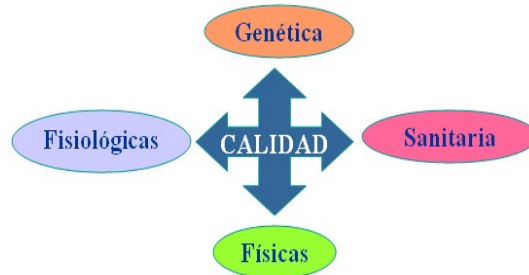 Genética
Fisiológicas
CALIDAD
Sanitaria
Físicas